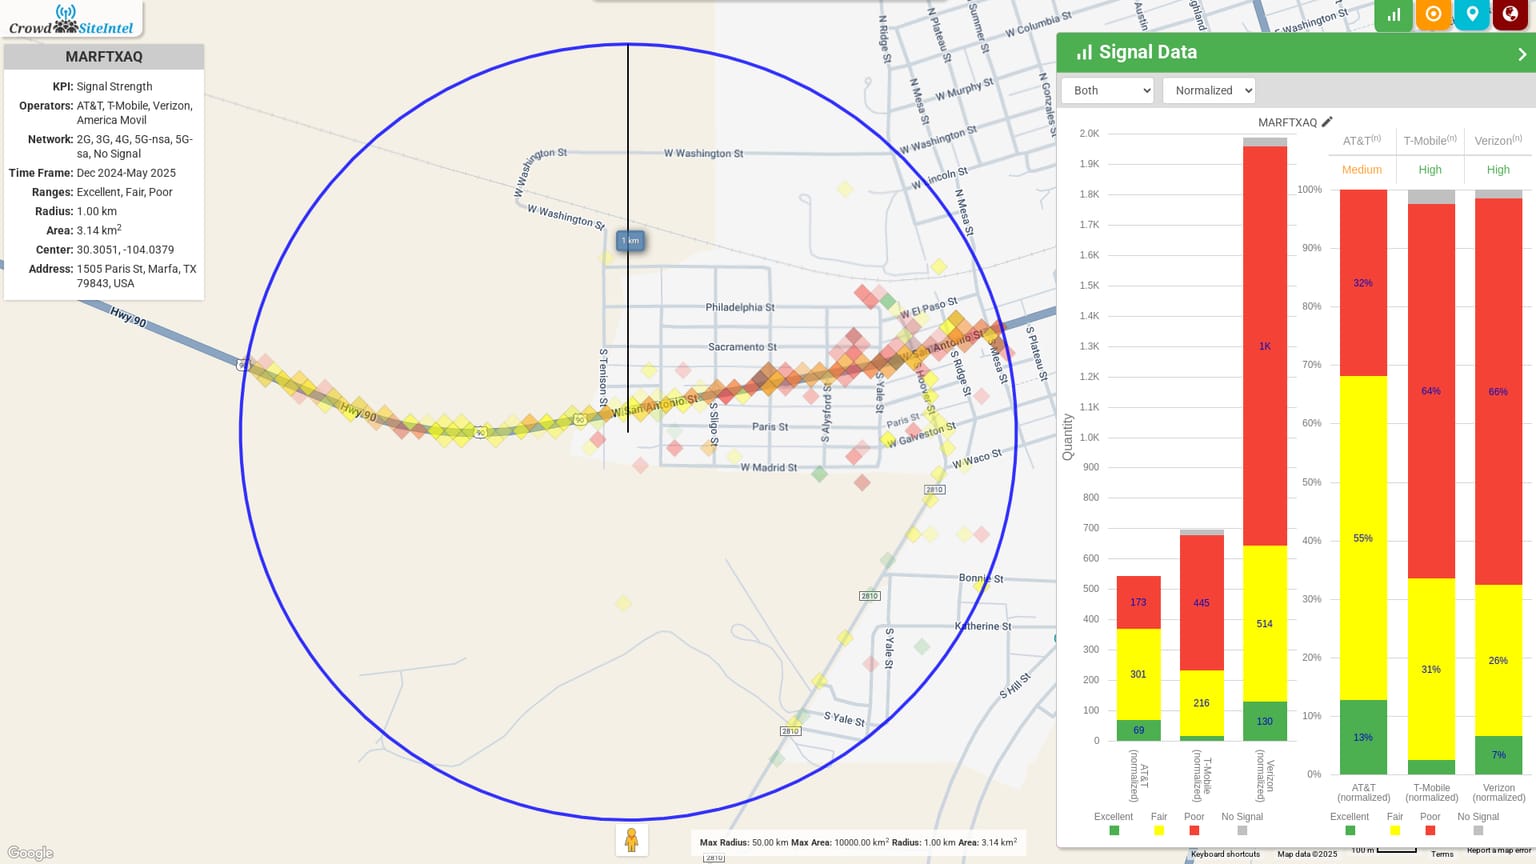 Crowd SiteIntel
MARFTXAQ
KPI: Signal Strength
Operators: AT&T, T-Mobile, Verizon,
America Movil
Network: 2G, 3G, 4G, 5G-nsa, 5G-
sa, No Signal
Time Frame: Dec 2024-May 2025
Ranges: Excellent, Fair, Poor
Radius: 1.00 km
Area: 3.14 km²
Center: 30.3051, -104.0379
Address: 1505 Paris St, Marfa, TX
79843, USA
N Ridge St
N Plateau St
Summer St
W Columbia St
Austin
Highland
E Washington St
N Mesa St
W Murphy St
N Gonzales
W Washington St
W Washington St
W Washington St
W Washington St
W Washington St
W Lincoln St
N Mesa St
1 km
Hwy 90
Philadelphia St
W El Paso St
Sacramento St
W San Antonio St
S Mesa St
S Plateau St
S Ridge St
S Hoover St
S Yale St
S Tenison St
90
Hwy 90
90
90
W San Antonio St
S Sligo St
S Alysford St
Paris St
Paris St
W Galveston St
W Madrid St
W Waco St
2810
Bonnie St
2810
Katherine St
S Yale St
S Hill St
S Yale St
2810
2810
Google
Max Radius: 50.00 km Max Area: 10000.00 km² Radius: 1.00 km Area: 3.14 km²
Keyboard shortcuts
Map data ©2025
100 m
Terms
Report a map error
Signal Data
Both
Normalized
MARFTXAQ
Quantity
2.0K
1.9K
1.8K
1.7K
1.6K
1.5K
1.4K
1.3K
1.2K
1.1K
1.0K
900
800
700
600
500
400
300
200
100
0
173
301
69
445
216
1K
514
130
AT&T
(normalized)
T-Mobile
(normalized)
Verizon
(normalized)
Excellent
Fair
Poor
No Signal
AT&T(n)
T-Mobile(n)
Verizon(n)
Medium
High
High
100%
90%
80%
70%
60%
50%
40%
30%
20%
10%
0%
32%
55%
13%
64%
31%
66%
26%
7%
AT&T
(normalized)
T-Mobile
(normalized)
Verizon
(normalized)
Excellent
Fair
Poor
No Signal